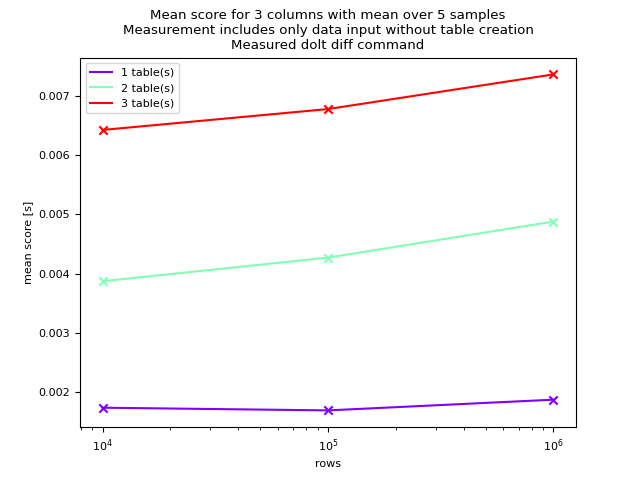 Mean score for 3 columns with mean over 5 samples
Measurement includes only data input without table creation
Measured dolt diff command
1 table(s)
2 table(s)
3 table(s)
0.007
0.006
0.005
0.004
0.003
0.002
mean score [s]
10^4 10^5 10^6
rows